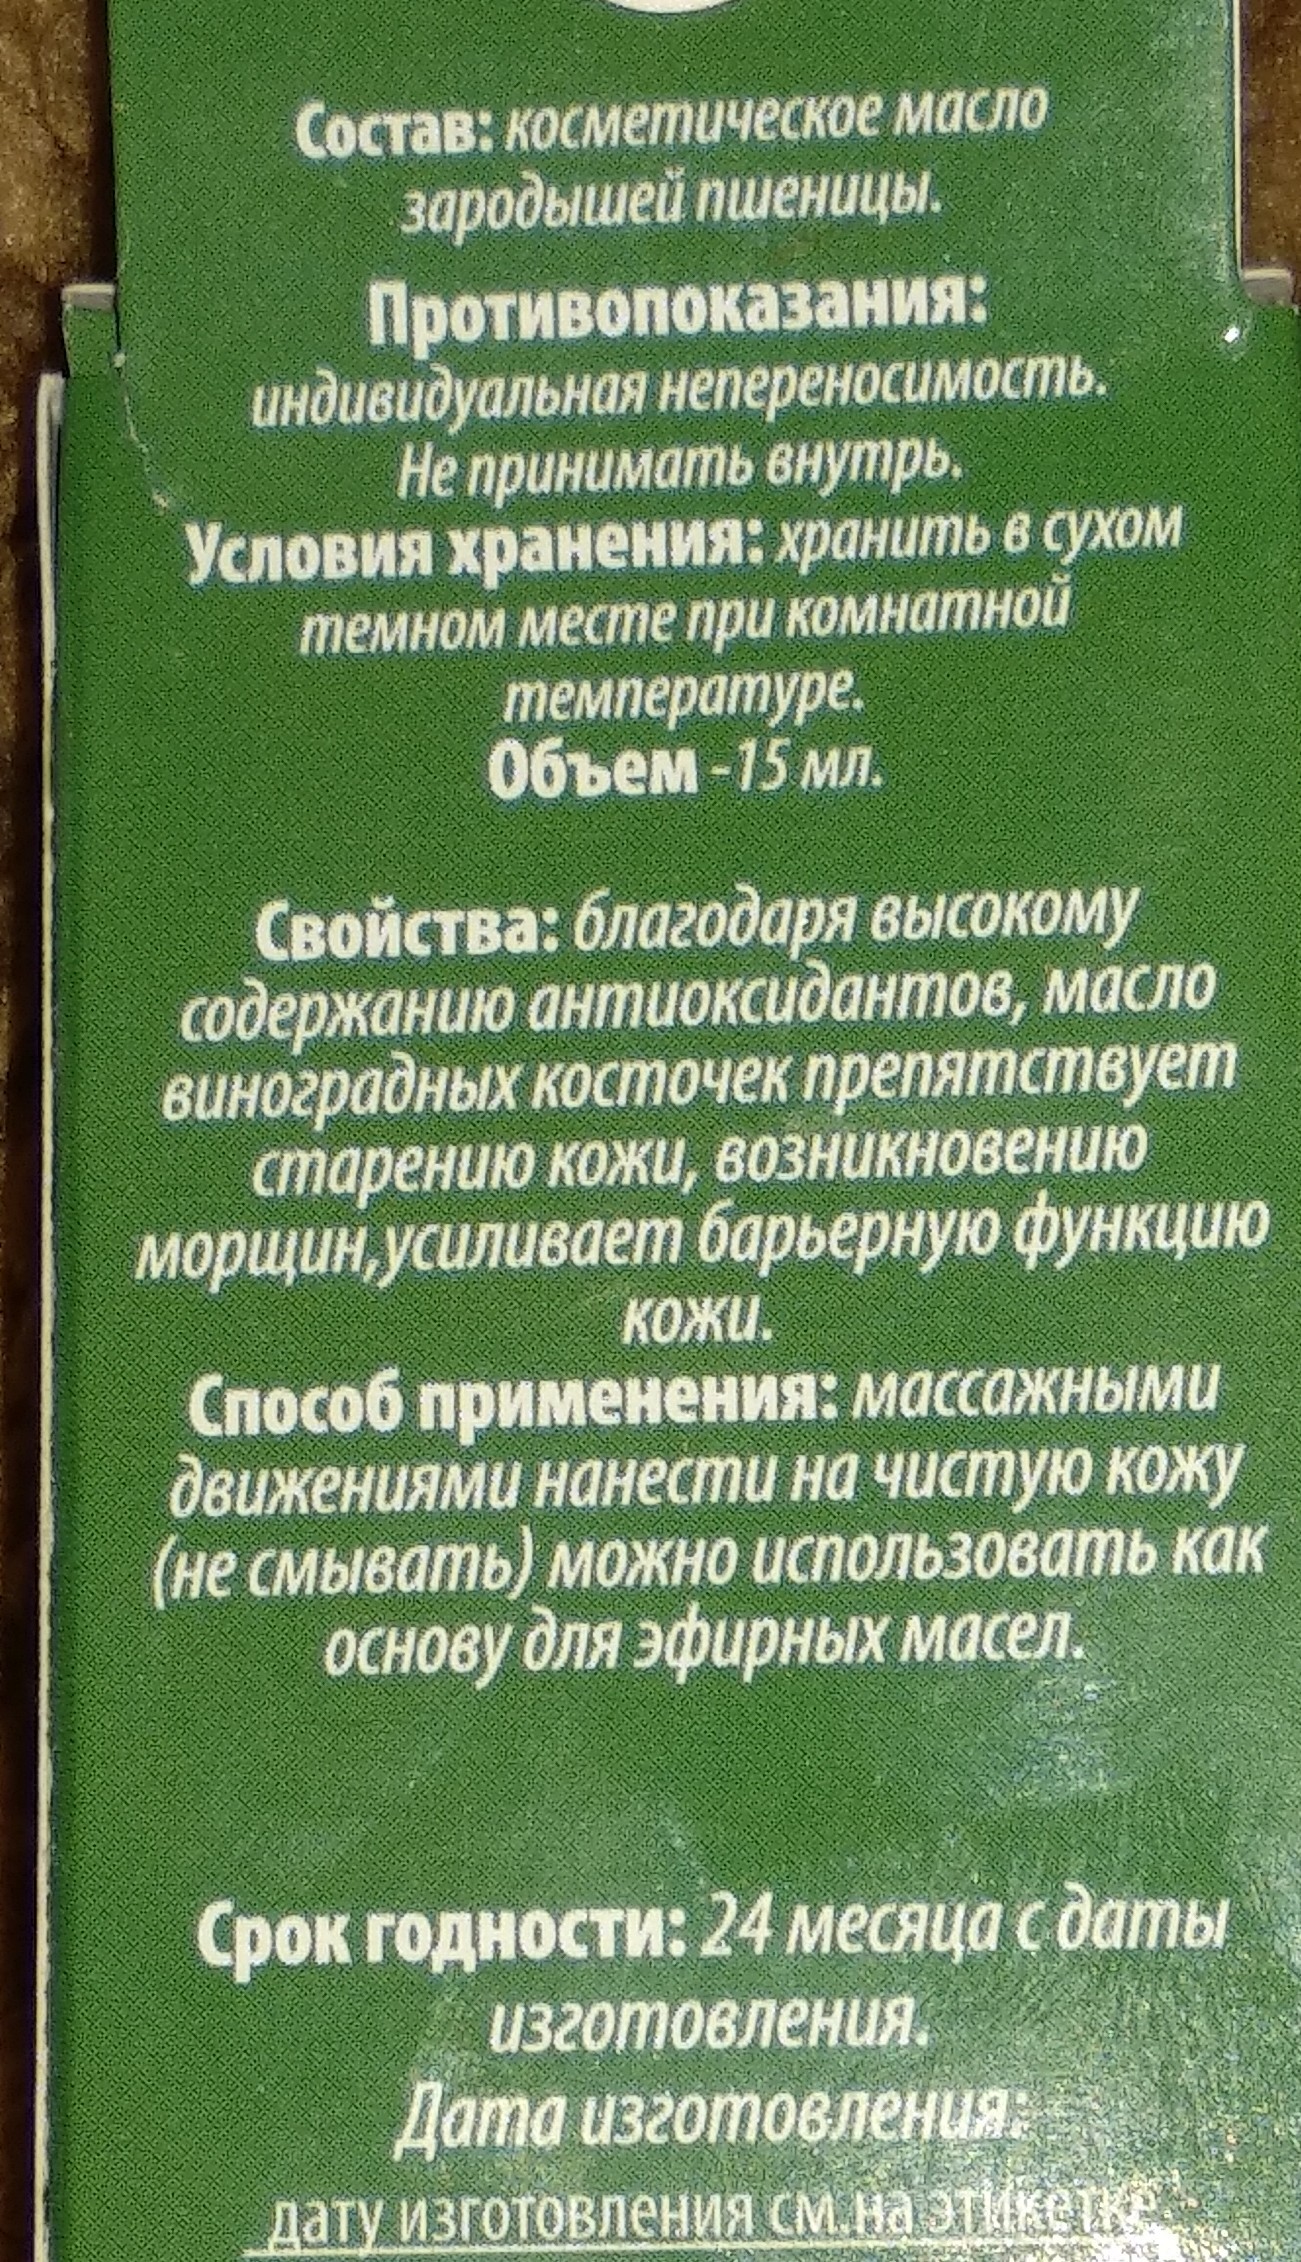 Состав: косметическое масло
зародышей пшеницы.
Противопоказания:
индивидуальная непереносимость.
Не принимать внутрь.
Условия хранения: хранить в сухом
темном месте при комнатной
температуре.
Объем -15 мл.
Свойства: благодаря высокому
содержанию антиоксидантов, масло
виноградных косточек препятствует
старению кожи, возникновению
морщин,усиливает барьерную функцию
кожи.
Способ применения: массажными
движениями нанести на чистую кожу
(не смывать) можно использовать как
основу для эфирных масел.
Срок годности: 24 месяца с даты
изготовления.
Дата изготовления:
дату изготовления см.на этикетке